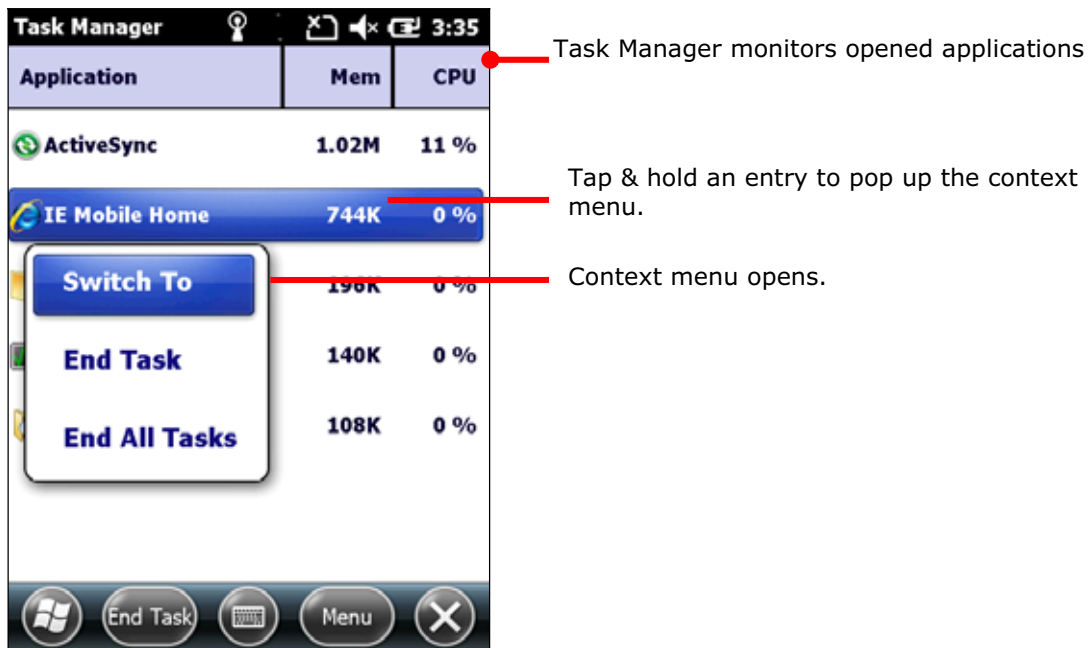 Task Manager 3:35
Application Mem CPU
ActiveSync 1.02M 11 %
IE Mobile Home 744K 0 %
Switch To 196K 0 %
End Task 140K 0 %
End All Tasks 108K 0 %
End Task Menu
Task Manager monitors opened applications
Tap & hold an entry to pop up the context
menu.
Context menu opens.